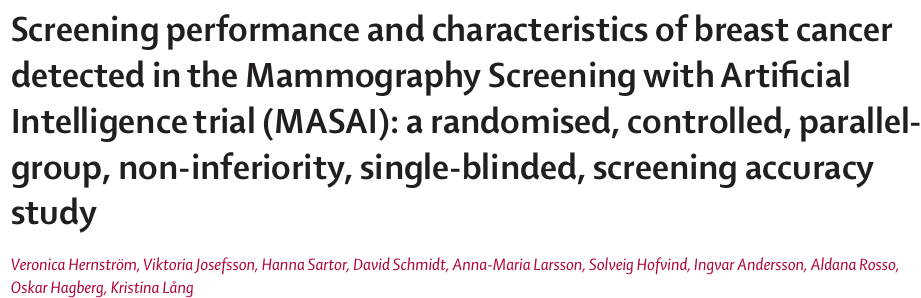 Screening performance and characteristics of breast cancer
detected in the Mammography Screening with Artificial
Intelligence trial (MASAI): a randomised, controlled, parallel-
group, non-inferiority, single-blinded, screening accuracy
study
Veronica Hernström, Viktoria Josefsson, Hanna Sartor, David Schmidt, Anna-Maria Larsson, Solveig Hofvind, Ingvar Andersson, Aldana Rosso,
Oskar Hagberg, Kristina Lång